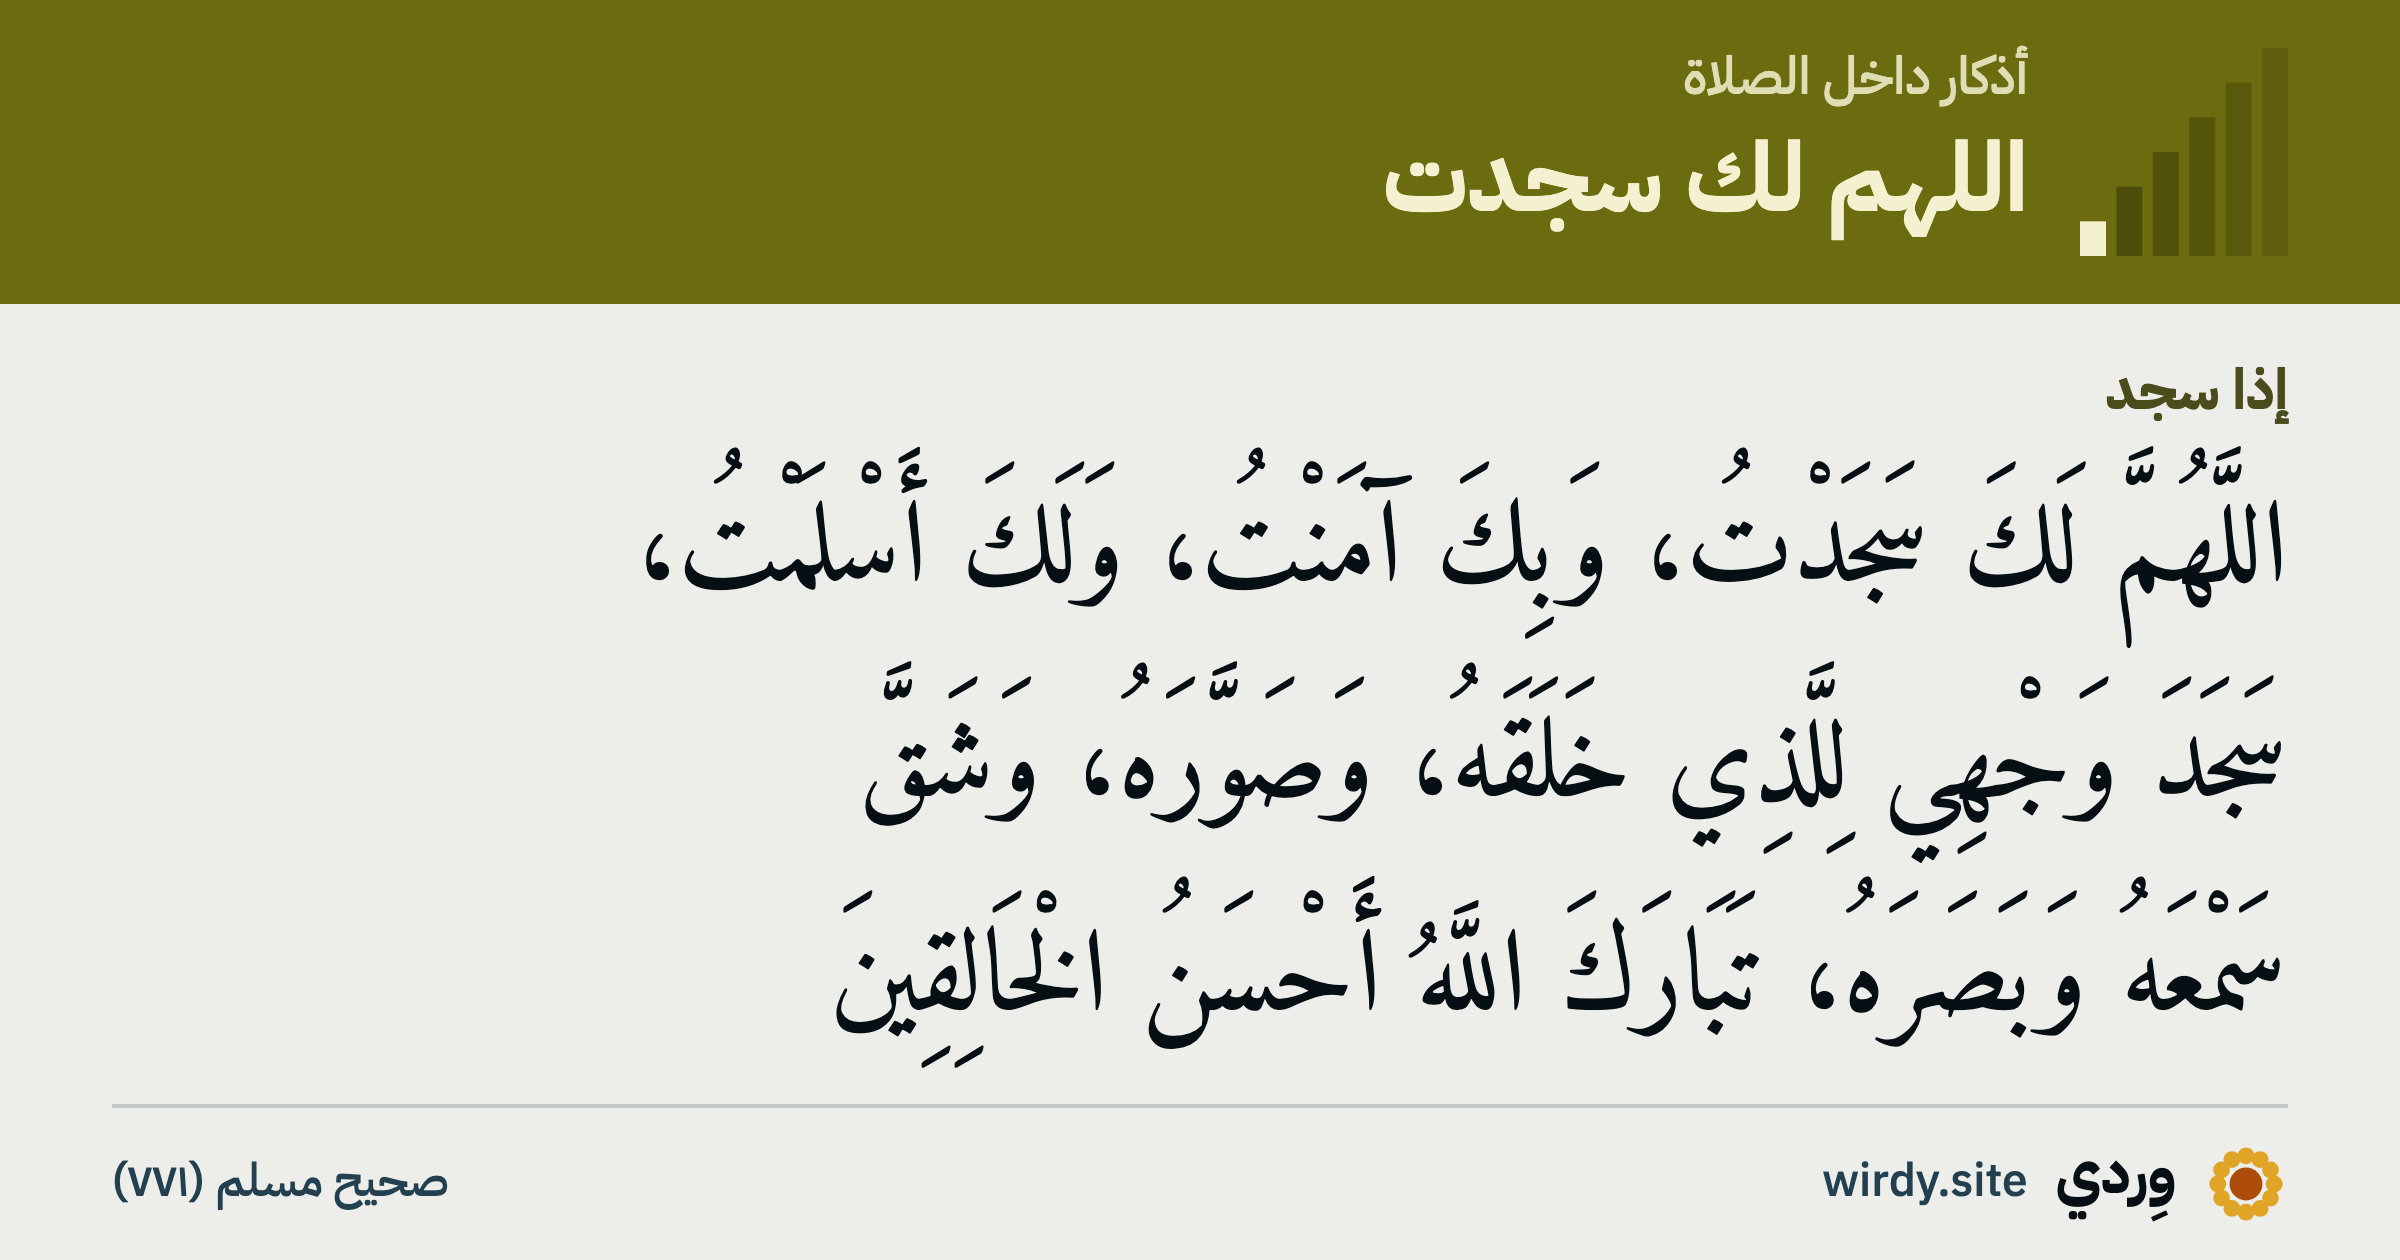 أذكار داخل الصلاة
اللهم لك سجدت
إذا سجد
اللَّهُمَّ لَكَ سَجَدْتُ، وَبِكَ آمَنْتُ، وَلَكَ أَسْلَمْتُ،
سَجَدَ وَجْهِي لِلَّذِي خَلَقَهُ، وَصَوَّرَهُ، وَشَقَّ
سَمْعَهُ وَبَصَرَهُ، تَبَارَكَ اللَّهُ أَحْسَنُ الْخَالِقِينَ
وِردي wirdy.site
صحيح مسلم (٧٧١)